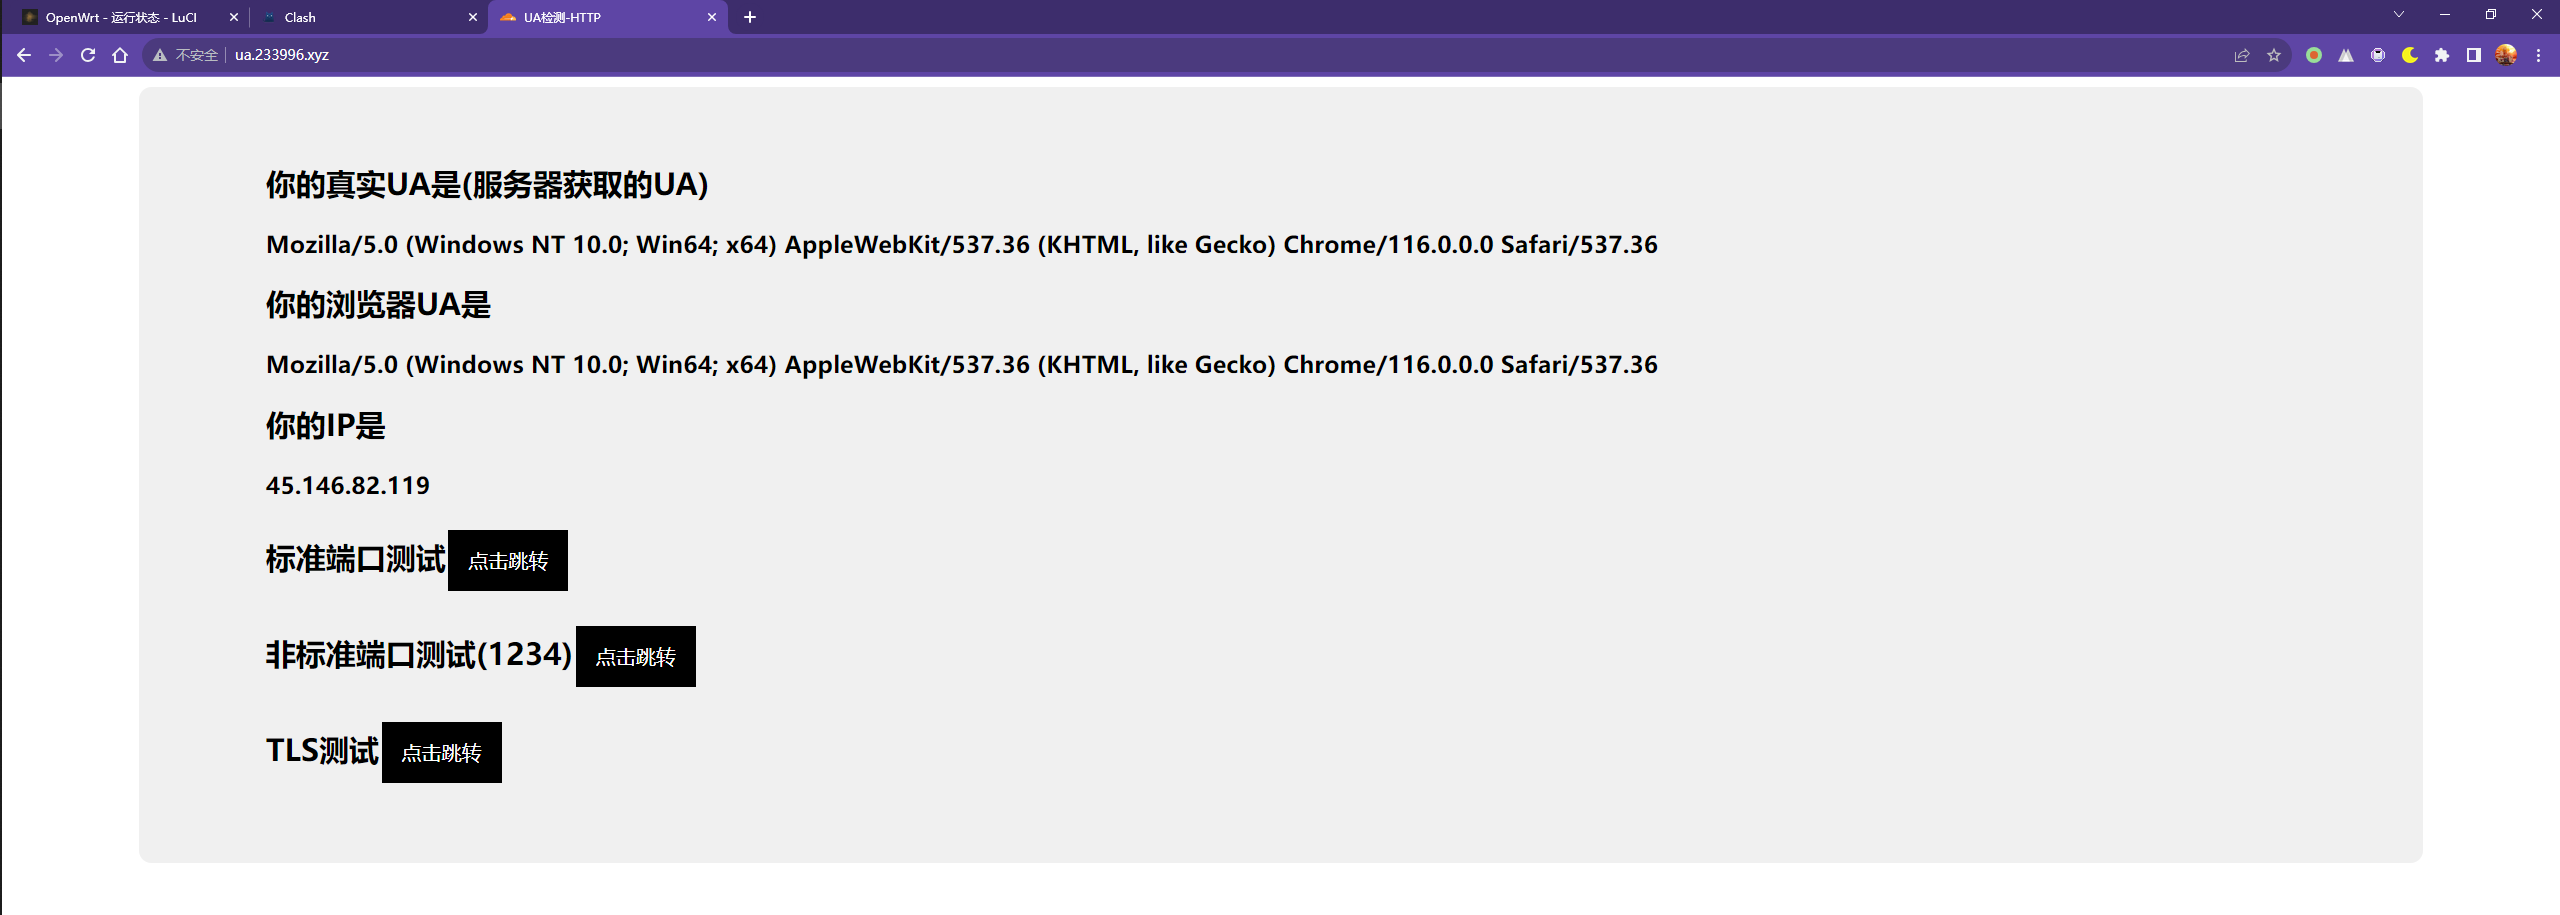 OpenWrt - 运行状态 - LuCI
Clash
UA检测-HTTP
不安全
ua.233996.xyz
你的真实UA是(服务器获取的UA)
Mozilla/5.0 (Windows NT 10.0; Win64; x64) AppleWebKit/537.36 (KHTML, like Gecko) Chrome/116.0.0.0 Safari/537.36
你的浏览器UA是
Mozilla/5.0 (Windows NT 10.0; Win64; x64) AppleWebKit/537.36 (KHTML, like Gecko) Chrome/116.0.0.0 Safari/537.36
你的IP是
45.146.82.119
标准端口测试 点击跳转
非标准端口测试(1234) 点击跳转
TLS测试 点击跳转